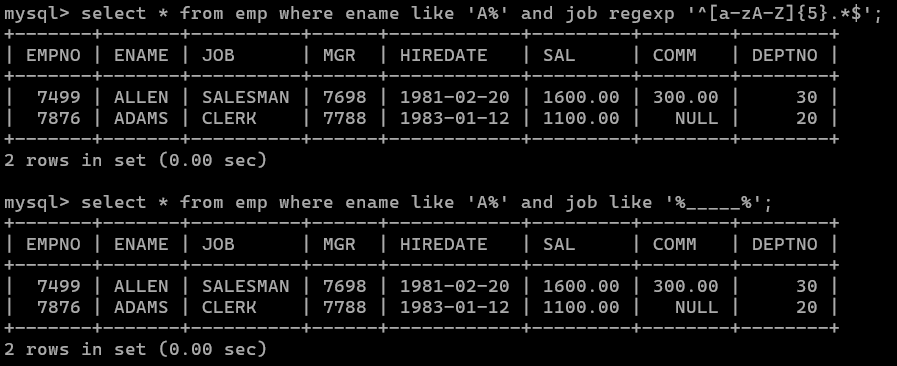 mysql> select * from emp where ename like 'A%' and job regexp '^[a-zA-Z]{5}.*$';
+-------+-------+----------+------+------------+---------+--------+--------+
| EMPNO | ENAME | JOB      | MGR  | HIREDATE   | SAL     | COMM   | DEPTNO |
+-------+-------+----------+------+------------+---------+--------+--------+
|  7499 | ALLEN | SALESMAN | 7698 | 1981-02-20 | 1600.00 | 300.00 |     30 |
|  7876 | ADAMS | CLERK    | 7788 | 1983-01-12 | 1100.00 |   NULL |     20 |
+-------+-------+----------+------+------------+---------+--------+--------+
2 rows in set (0.00 sec)
mysql> select * from emp where ename like 'A%' and job like '%_____%';
+-------+-------+----------+------+------------+---------+--------+--------+
| EMPNO | ENAME | JOB      | MGR  | HIREDATE   | SAL     | COMM   | DEPTNO |
+-------+-------+----------+------+------------+---------+--------+--------+
|  7499 | ALLEN | SALESMAN | 7698 | 1981-02-20 | 1600.00 | 300.00 |     30 |
|  7876 | ADAMS | CLERK    | 7788 | 1983-01-12 | 1100.00 |   NULL |     20 |
+-------+-------+----------+------+------------+---------+--------+--------+
2 rows in set (0.00 sec)